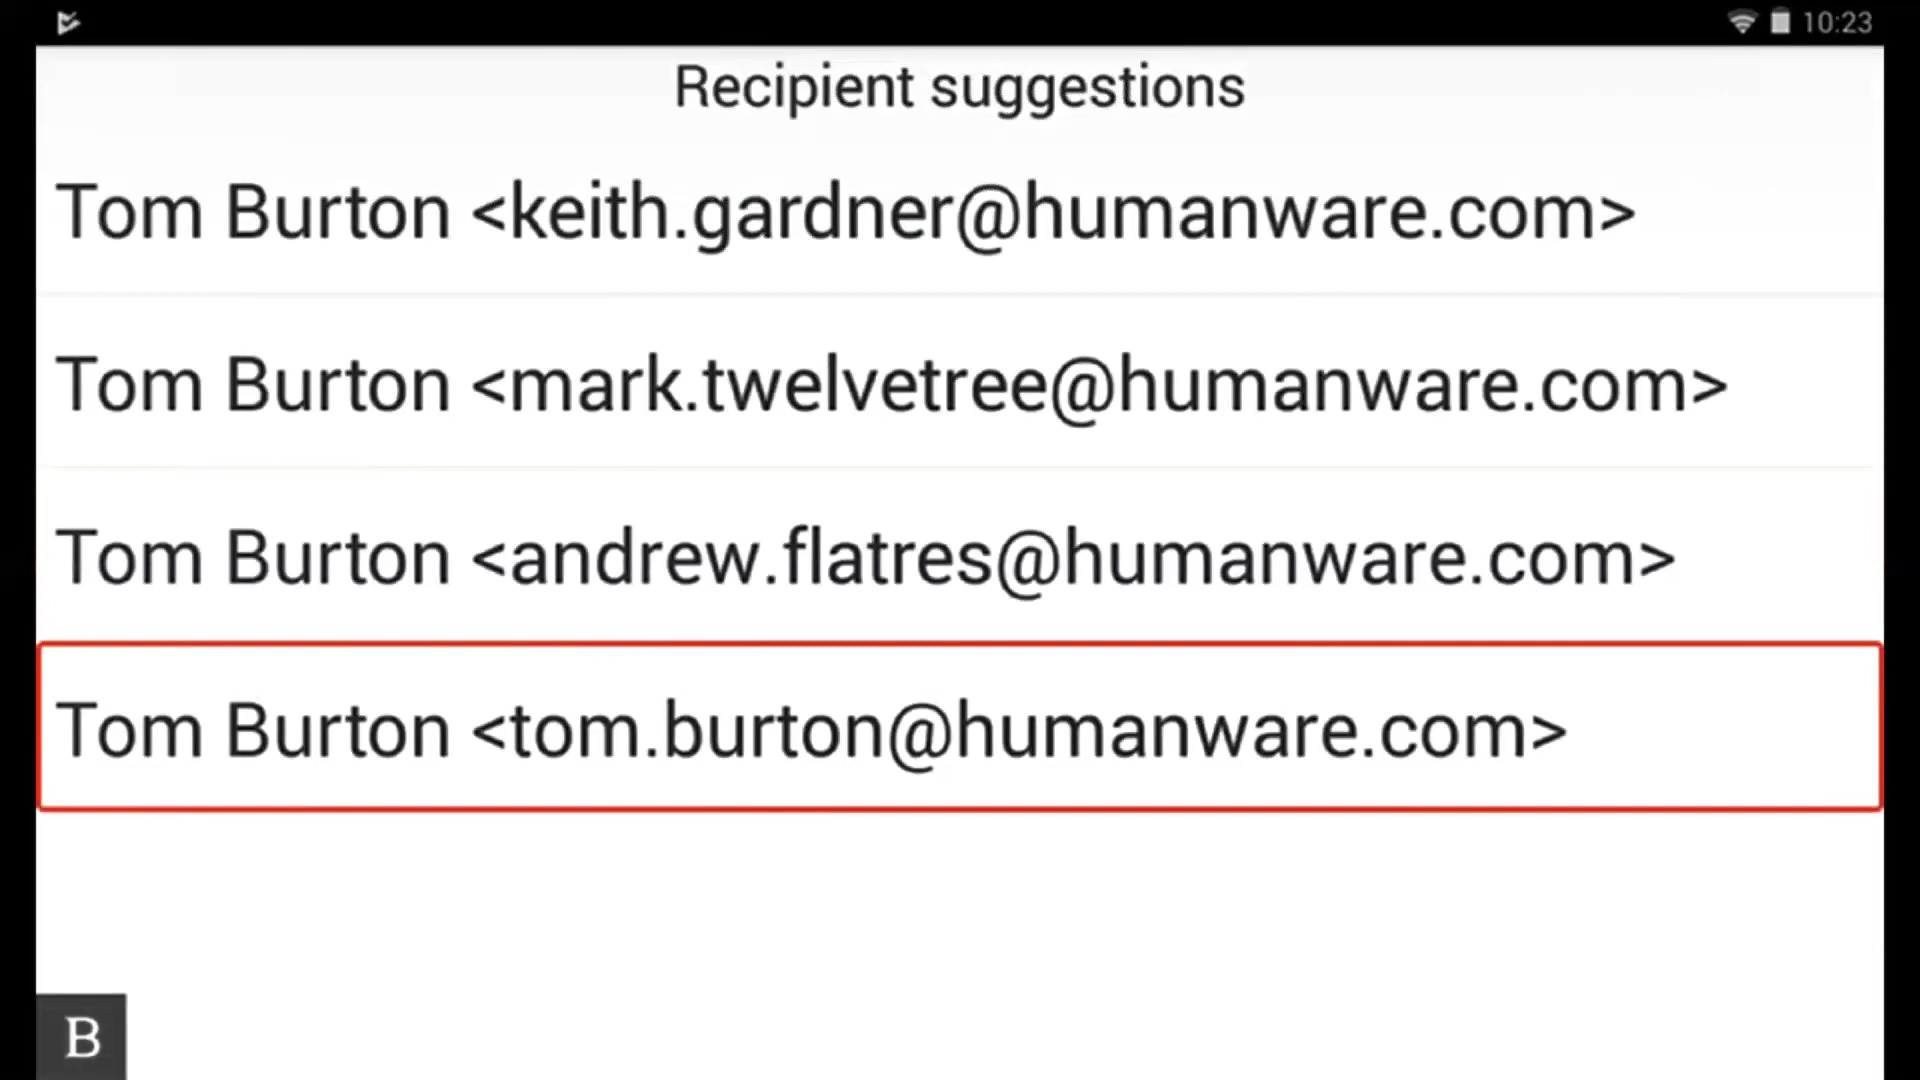 10:23
Recipient suggestions
Tom Burton <keith.gardner@humanware.com>
Tom Burton <mark.twelvetree@humanware.com>
Tom Burton <andrew.flatres@humanware.com>
Tom Burton <tom.burton@humanware.com>
B